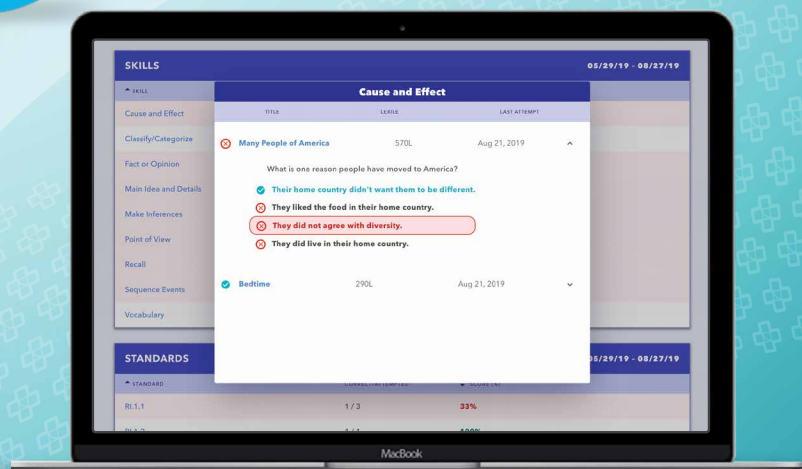 SKILLS 05/29/19 - 08/27/19
SKILL
Cause and Effect
Classify/Categorize
Fact or Opinion
Main Idea and Details
Make Inferences
Point of View
Recall
Sequence Events
Vocabulary
Cause and Effect
TITLE LEXILE LAST ATTEMPT
Many People of America 570L Aug 21, 2019
What is one reason people have moved to America?
Their home country didn't want them to be different.
They liked the food in their home country.
They did not agree with diversity.
They did live in their home country.
Bedtime 290L Aug 21, 2019
STANDARDS 05/29/19 - 08/27/19
STANDARD SCORE (%)
RI.1.1 1 / 3 33%
MacBook